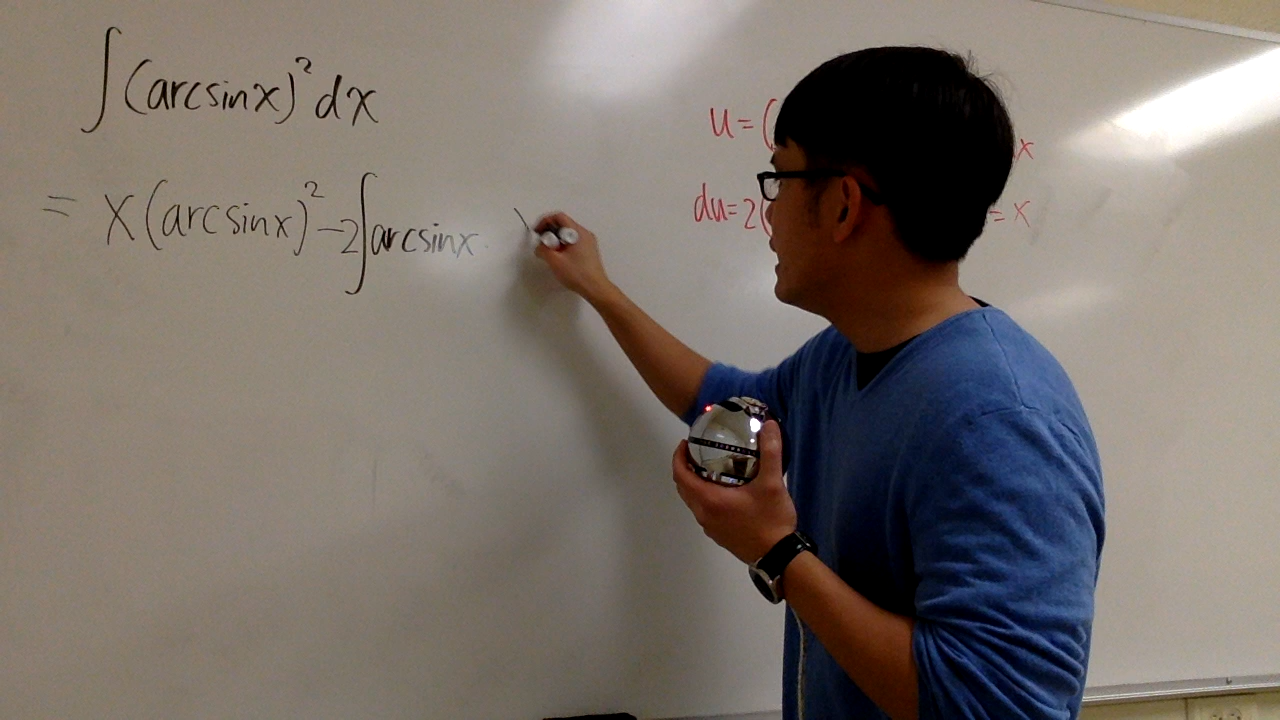 ∫(arcsinx)² dx
= x(arcsinx)² - 2∫arcsinx ·
u = (
x
du = 2(
= x